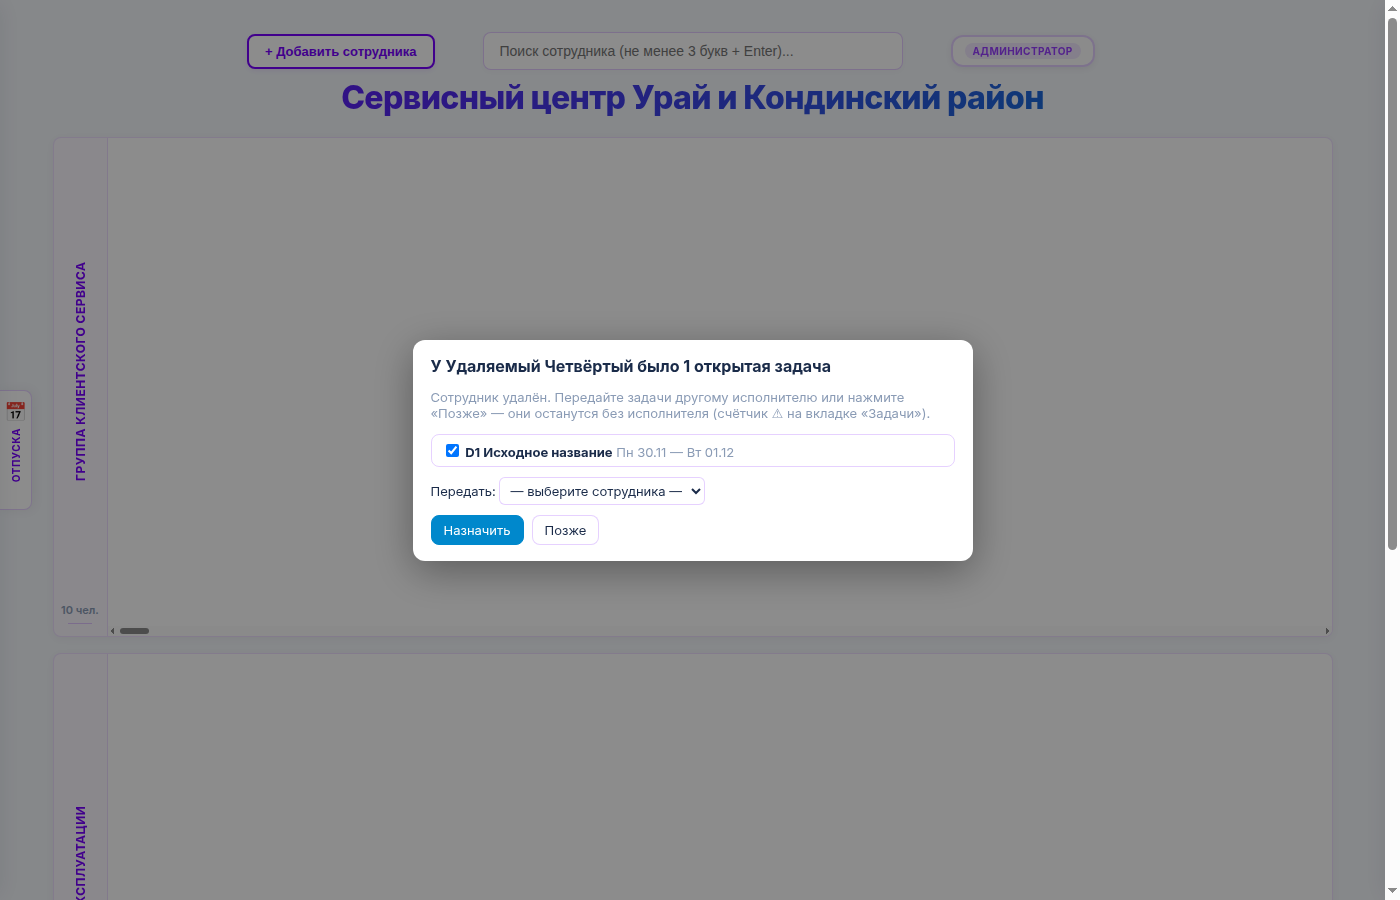 + Добавить сотрудника
Поиск сотрудника (не менее 3 букв + Enter)...
АДМИНИСТРАТОР
Сервисный центр Урай и Кондинский район
ГРУППА КЛИЕНТСКОГО СЕРВИСА
10 чел.
ОТПУСКА
У Удаляемый Четвёртый было 1 открытая задача
Сотрудник удалён. Передайте задачи другому исполнителю или нажмите
«Позже» — они останутся без исполнителя (счётчик ⚠ на вкладке «Задачи»).
D1 Исходное название Пн 30.11 — Вт 01.12
Передать: — выберите сотрудника —
Назначить
Позже